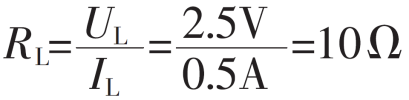 R_L = U_L / I_L = 2.5V / 0.5A = 10 Ω